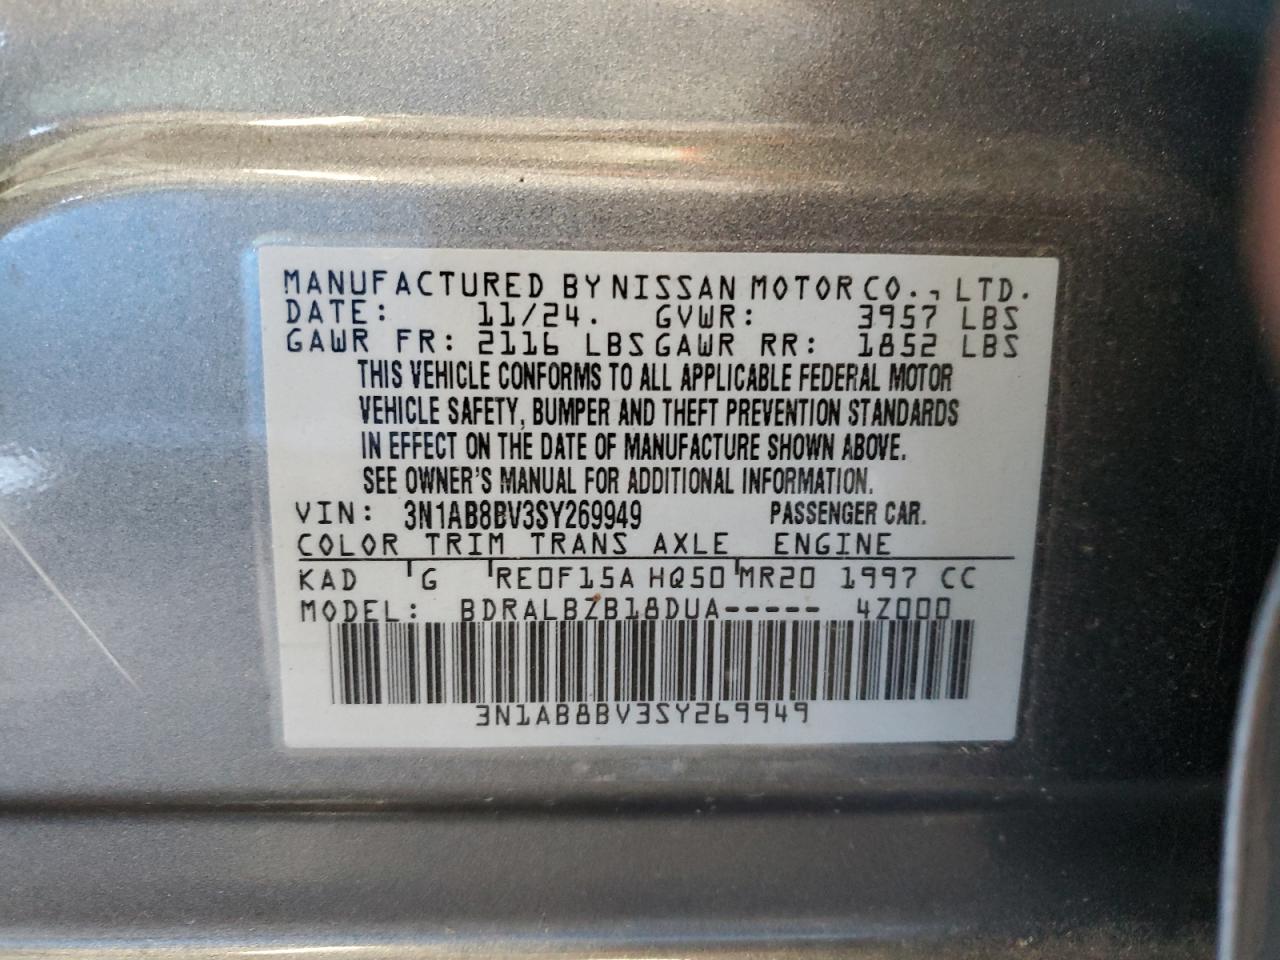 MANUFACTURED BY NISSAN MOTOR CO., LTD.
DATE: 11/24. GVWR: 3957 LBS
GAWR FR: 2116 LBS GAWR RR: 1852 LBS
THIS VEHICLE CONFORMS TO ALL APPLICABLE FEDERAL MOTOR
VEHICLE SAFETY, BUMPER AND THEFT PREVENTION STANDARDS
IN EFFECT ON THE DATE OF MANUFACTURE SHOWN ABOVE.
SEE OWNER'S MANUAL FOR ADDITIONAL INFORMATION.
VIN: 3N1AB8BV3SY269949 PASSENGER CAR.
COLOR TRIM TRANS AXLE ENGINE
KAD G RE0F15A HQ50 MR20 1997 CC
MODEL: BDRALBZB18DUA----- 4Z000
3N1AB8BV3SY269949